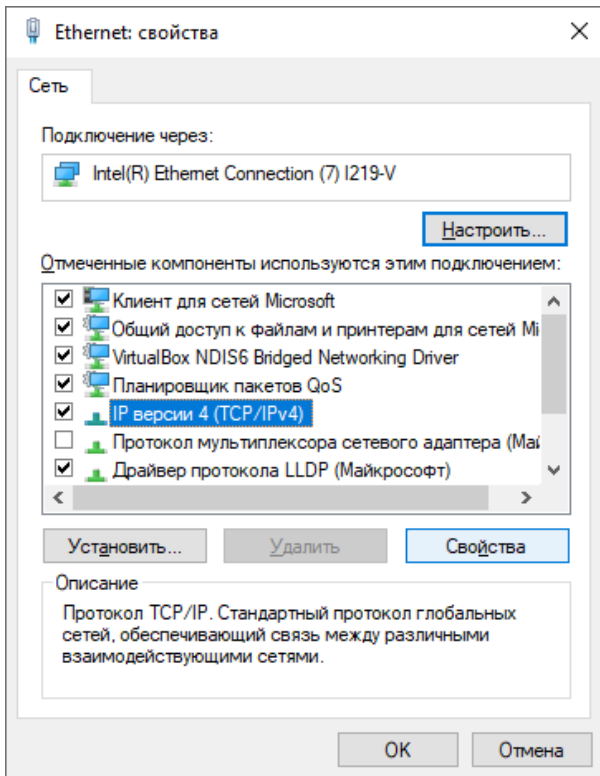 Ethernet: свойства
Сеть
Подключение через:
Intel(R) Ethernet Connection (7) I219-V
Настроить...
Отмеченные компоненты используются этим подключением:
Клиент для сетей Microsoft
Общий доступ к файлам и принтерам для сетей Mi
VirtualBox NDIS6 Bridged Networking Driver
Планировщик пакетов QoS
IP версии 4 (TCP/IPv4)
Протокол мультиплексора сетевого адаптера (Май
Драйвер протокола LLDP (Майкрософт)
Установить... Удалить Свойства
Описание
Протокол TCP/IP. Стандартный протокол глобальных
сетей, обеспечивающий связь между различными
взаимодействующими сетями.
OK Отмена